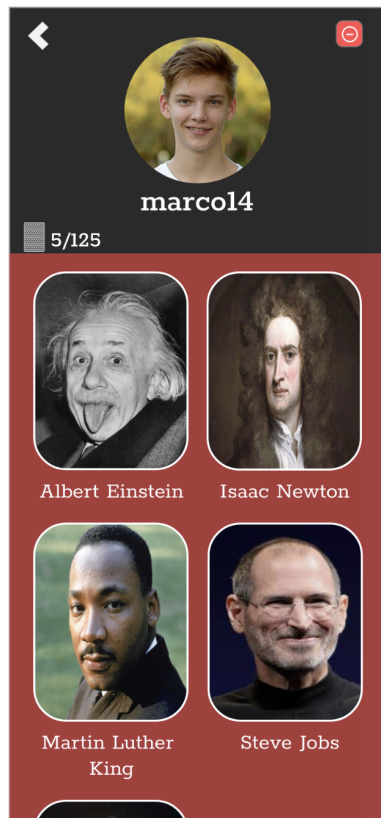 marco14
5/125
Albert Einstein
Isaac Newton
Martin Luther
King
Steve Jobs